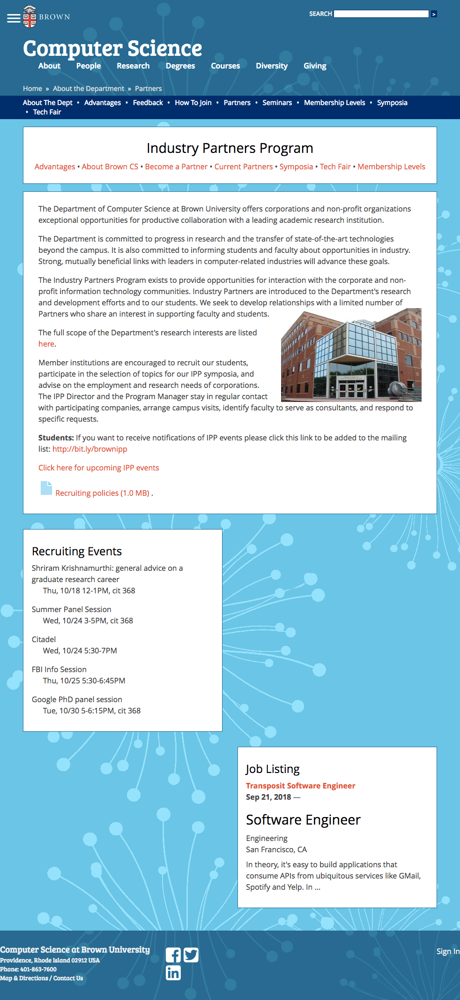 BROWN
SEARCH
>
Computer Science
About People Research Degrees Courses Diversity Giving
Home » About the Department » Partners
About The Dept • Advantages • Feedback • How To Join • Partners • Seminars • Membership Levels • Symposia
• Tech Fair
Industry Partners Program
Advantages • About Brown CS • Become a Partner • Current Partners • Symposia • Tech Fair • Membership Levels
The Department of Computer Science at Brown University offers corporations and non-profit organizations
exceptional opportunities for productive collaboration with a leading academic research institution.
The Department is committed to progress in research and the transfer of state-of-the-art technologies
beyond the campus. It is also committed to informing students and faculty about opportunities in industry.
Strong, mutually beneficial links with leaders in computer-related industries will advance these goals.
The Industry Partners Program exists to provide opportunities for interaction with the corporate and non-
profit information technology communities. Industry Partners are introduced to the Department's research
and development efforts and to our students. We seek to develop relationships with a limited number of
Partners who share an interest in supporting faculty and students.
The full scope of the Department's research interests are listed
here.
Member institutions are encouraged to recruit our students,
participate in the selection of topics for our IPP symposia, and
advise on the employment and research needs of corporations.
The IPP Director and the Program Manager stay in regular contact
with participating companies, arrange campus visits, identify faculty to serve as consultants, and respond to
specific requests.
Students: If you want to receive notifications of IPP events please click this link to be added to the mailing
list: http://bit.ly/brownipp
Click here for upcoming IPP events
Recruiting policies (1.0 MB) .
Recruiting Events
Shriram Krishnamurthi: general advice on a
graduate research career
Thu, 10/18 12-1PM, cit 368
Summer Panel Session
Wed, 10/24 3-5PM, cit 368
Citadel
Wed, 10/24 5:30-7PM
FBI Info Session
Thu, 10/25 5:30-6:45PM
Google PhD panel session
Tue, 10/30 5-6:15PM, cit 368
Job Listing
Transposit Software Engineer
Sep 21, 2018 —
Software Engineer
Engineering
San Francisco, CA
In theory, it's easy to build applications that
consume APIs from ubiquitous services like GMail,
Spotify and Yelp. In ...
Computer Science at Brown University
Providence, Rhode Island 02912 USA
Phone: 401-863-7600
Map & Directions / Contact Us
in
Sign In